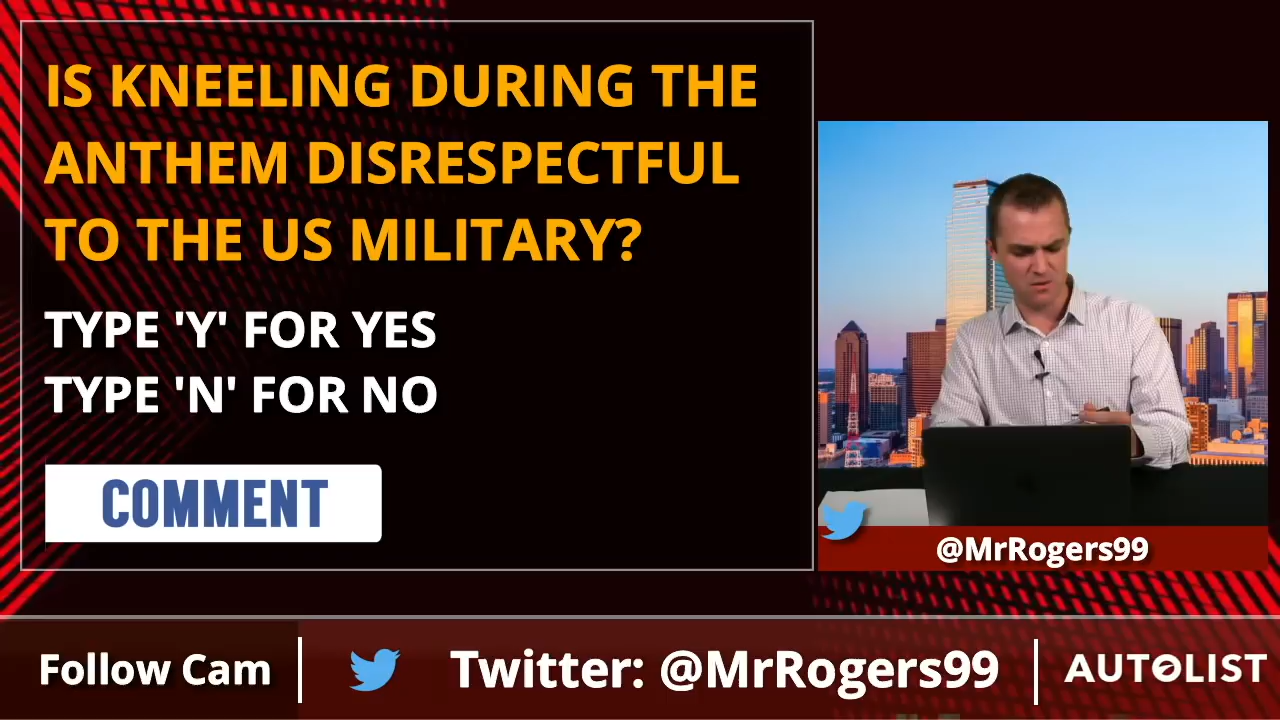 IS KNEELING DURING THE
ANTHEM DISRESPECTFUL
TO THE US MILITARY?
TYPE 'Y' FOR YES
TYPE 'N' FOR NO
COMMENT
@MrRogers99
Follow Cam
Twitter: @MrRogers99
AUTOLIST